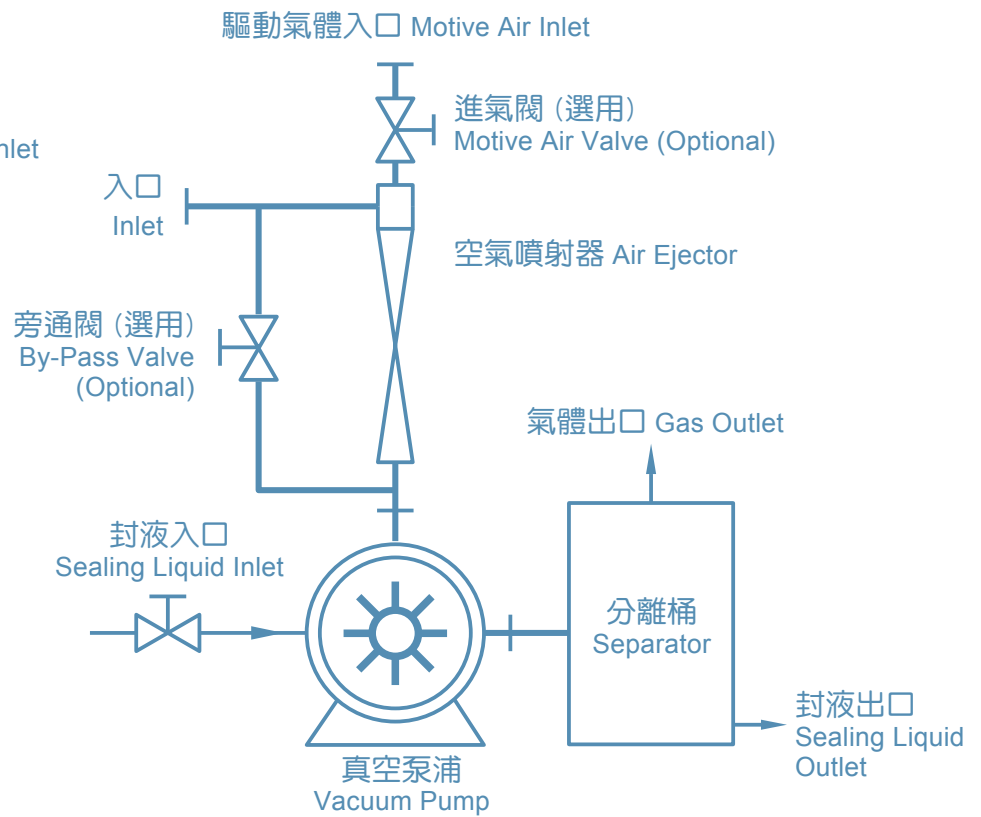 驅動氣體入口 Motive Air Inlet
進氣閥 (選用)
Motive Air Valve (Optional)
入口
Inlet
空氣噴射器 Air Ejector
旁通閥 (選用)
By-Pass Valve
(Optional)
氣體出口 Gas Outlet
封液入口
Sealing Liquid Inlet
分離桶
Separator
封液出口
Sealing Liquid
Outlet
真空泵浦
Vacuum Pump